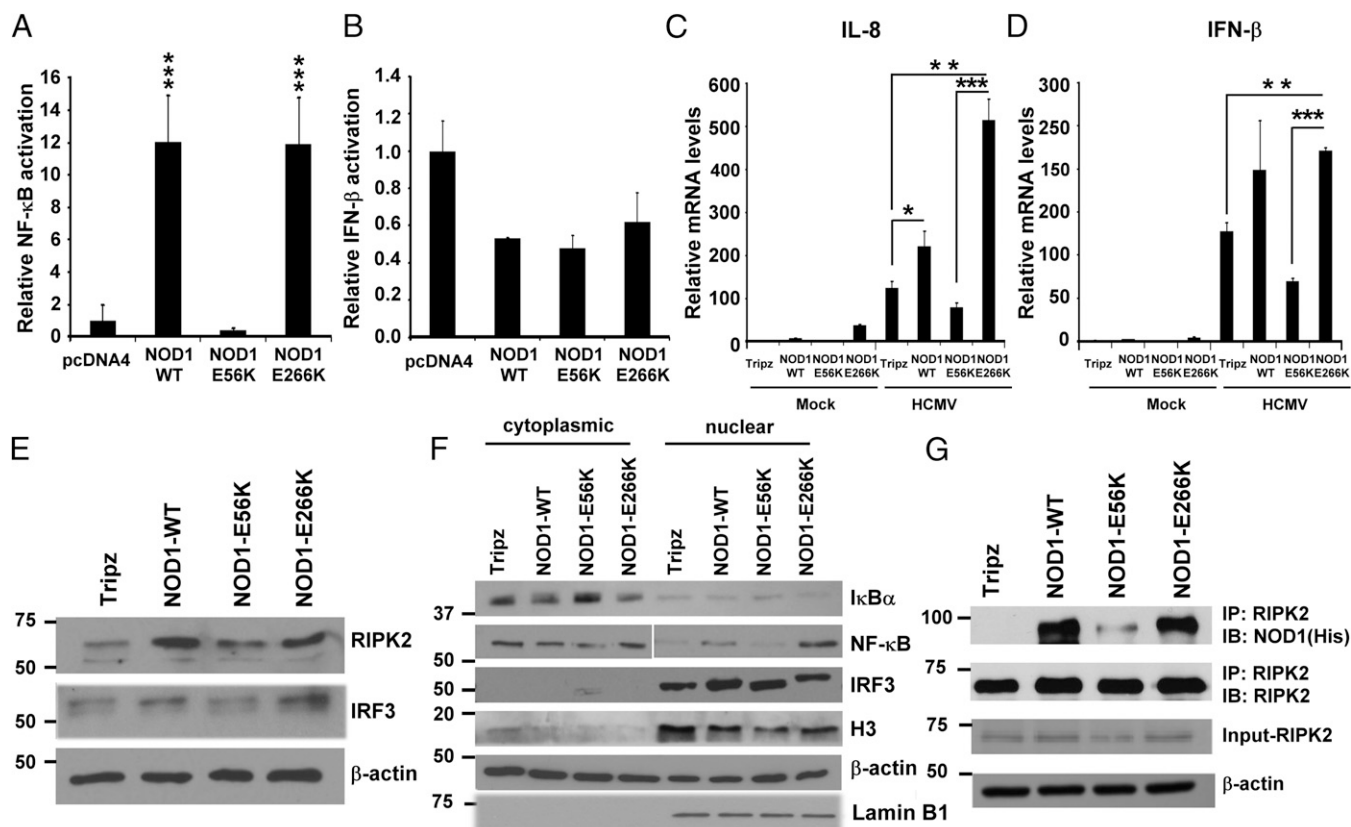 A
Relative NF-κB activation
16
14
12
10
8
6
4
2
0
***
***
pcDNA4
NOD1 WT
NOD1 E56K
NOD1 E266K
B
Relative IFN-β activation
1.4
1.2
1.0
0.8
0.6
0.4
0.2
0.0
pcDNA4
NOD1 WT
NOD1 E56K
NOD1 E266K
C
IL-8
Relative mRNA levels
600
500
400
300
200
100
0
* *
***
*
Tripz
NOD1 WT
NOD1 E56K
NOD1 E266K
Tripz
NOD1 WT
NOD1 E56K
NOD1 E266K
Mock
HCMV
D
IFN-β
Relative mRNA levels
300
250
150
200
100
50
0
* *
***
Tripz
NOD1 WT
NOD1 E56K
NOD1 E266K
Tripz
NOD1 WT
NOD1 E56K
NOD1 E266K
Mock
HCMV
E
Tripz
NOD1-WT
NOD1-E56K
NOD1-E266K
75
50
RIPK2
50
IRF3
50
β-actin
F
cytoplasmic
nuclear
Tripz
NOD1-WT
NOD1-E56K
NOD1-E266K
Tripz
NOD1-WT
NOD1-E56K
NOD1-E266K
37
IκBα
50
NF-κB
50
IRF3
20
H3
50
β-actin
75
Lamin B1
G
Tripz
NOD1-WT
NOD1-E56K
NOD1-E266K
100
IP: RIPK2
IB: NOD1(His)
75
IP: RIPK2
IB: RIPK2
75
Input-RIPK2
50
β-actin